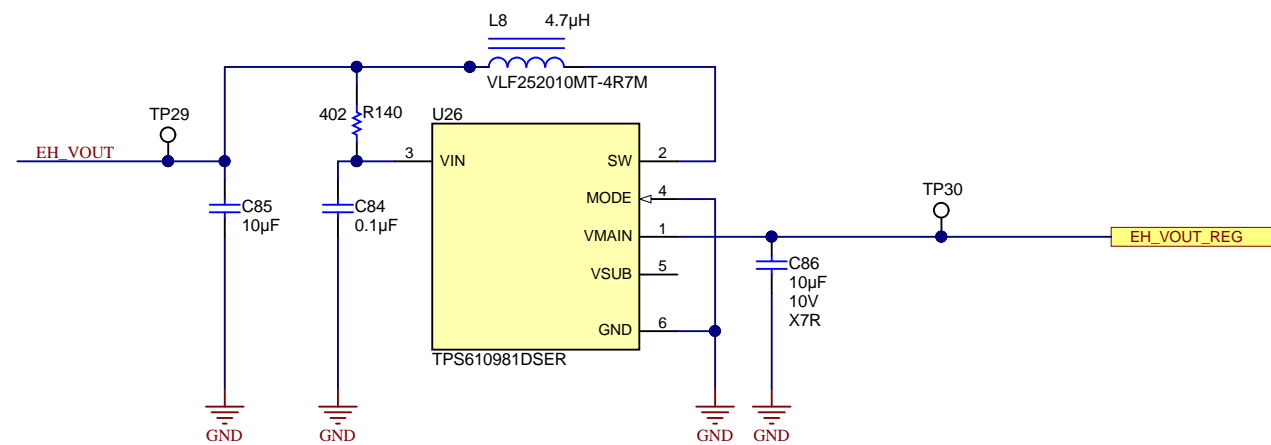 L8 4.7µH
VLF252010MT-4R7M
TP29
402 R140
U26
EH_VOUT
3 VIN SW 2
MODE 4
TP30
C85
10µF
C84
0.1µF
VMAIN 1
EH_VOUT_REG
VSUB 5
C86
10µF
10V
X7R
GND 6
TPS610981DSER
GND GND GND GND